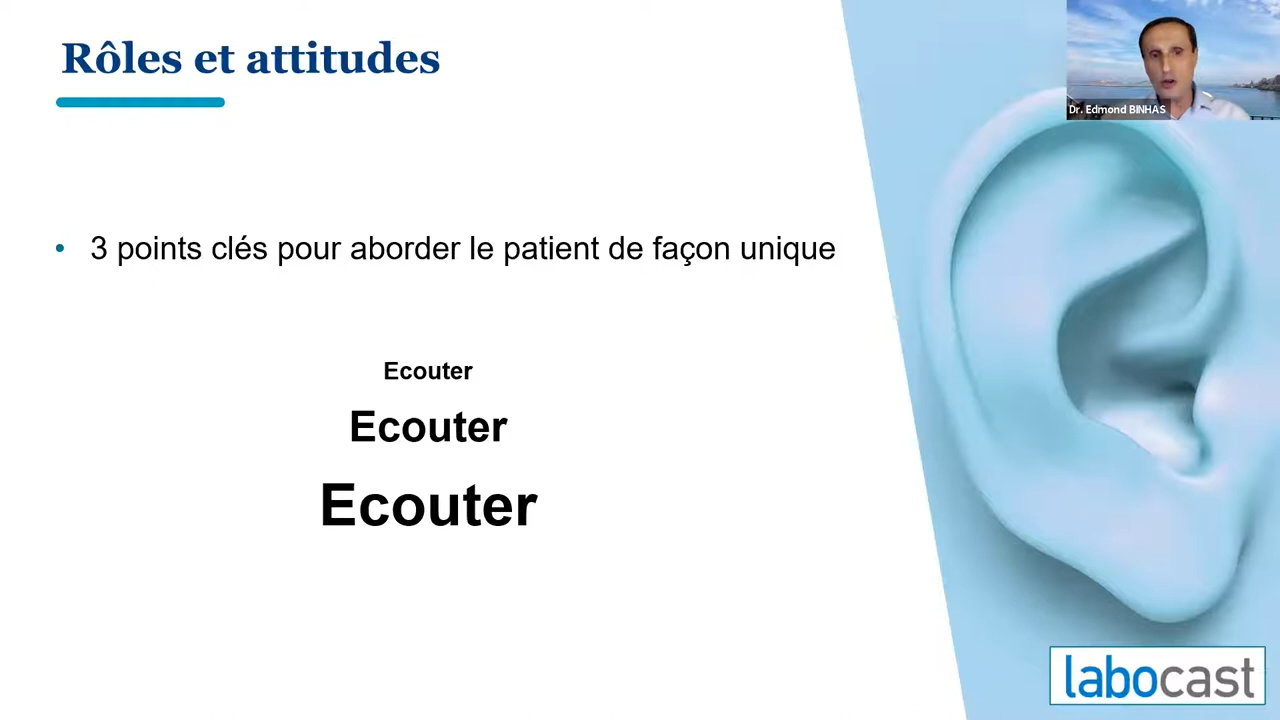 Rôles et attitudes
Dr. Edmond BINHAS
• 3 points clés pour aborder le patient de façon unique
Ecouter
Ecouter
Ecouter
labocast